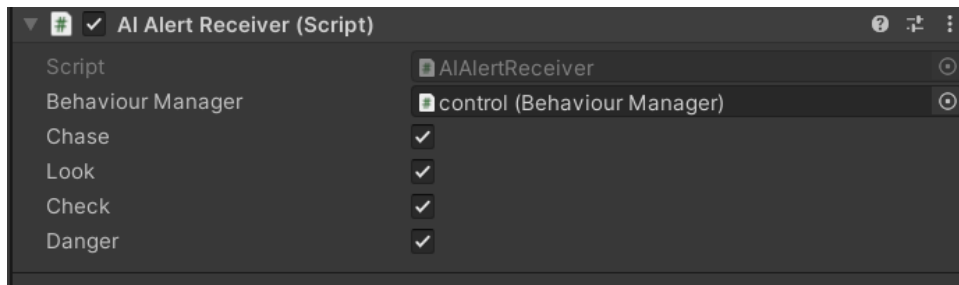 # AI Alert Receiver (Script)
Script # AIAlertReceiver
Behaviour Manager # control (Behaviour Manager)
Chase
Look
Check
Danger